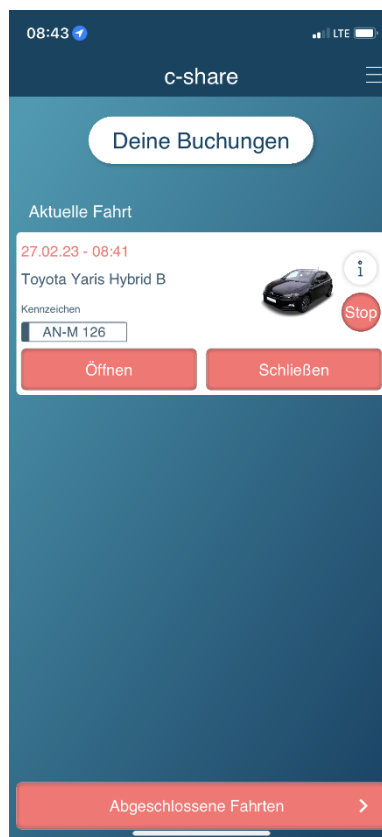 08:43
LTE
c-share
Deine Buchungen
Aktuelle Fahrt
27.02.23 - 08:41
Toyota Yaris Hybrid B
i
Kennzeichen
Stop
AN-M 126
Öffnen
Schließen
Abgeschlossene Fahrten